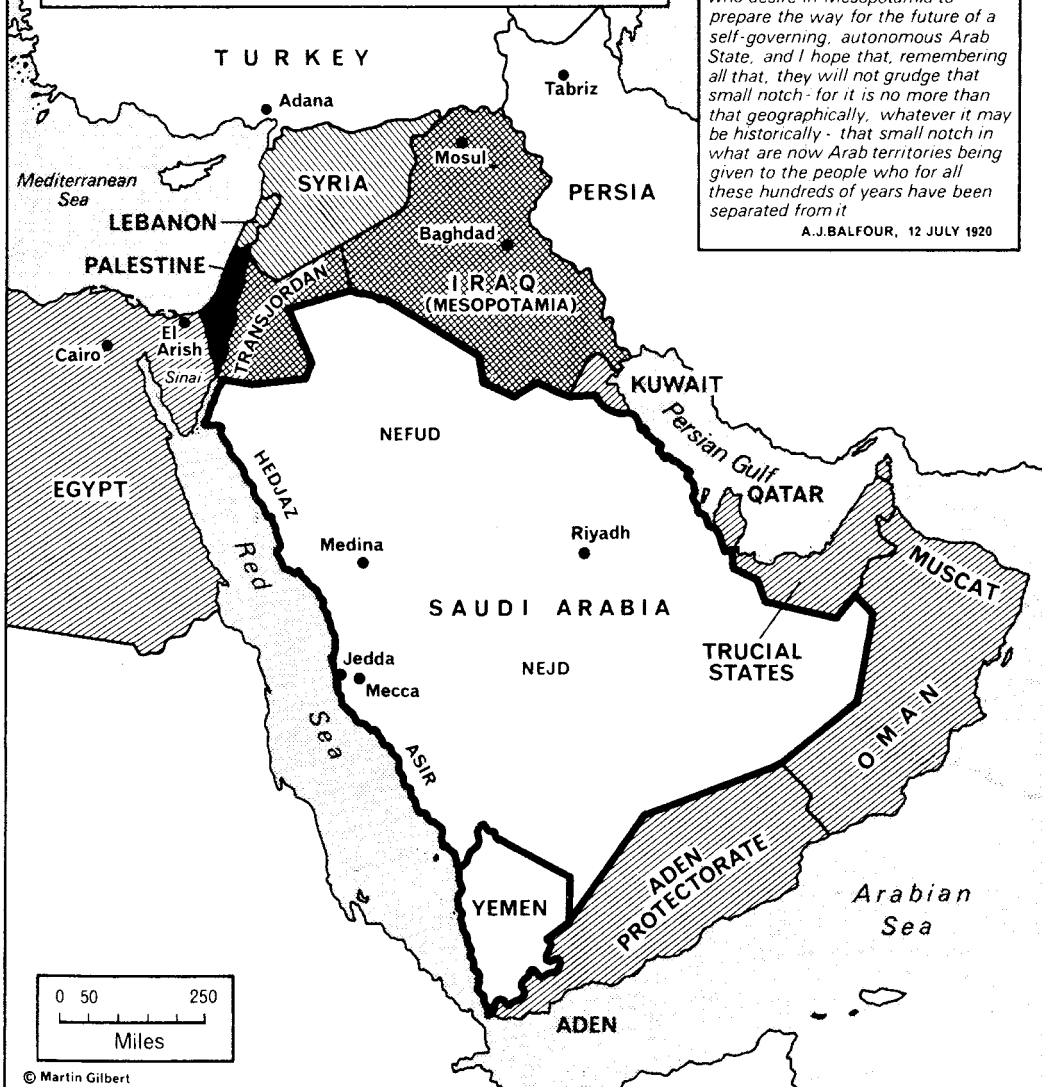 who desire in Mesopotamia to
prepare the way for the future of a
self-governing, autonomous Arab
State, and I hope that, remembering
all that, they will not grudge that
small notch - for it is no more than
that geographically, whatever it may
be historically - that small notch in
what are now Arab territories being
given to the people who for all
these hundreds of years have been
separated from it
A.J.BALFOUR, 12 JULY 1920
TURKEY
Tabriz
Adana
Mosul
Mediterranean
Sea
SYRIA
PERSIA
LEBANON
Baghdad
PALESTINE
IRAQ
(MESOPOTAMIA)
TRANSJORDAN
El
Arish
Cairo
Sinai
KUWAIT
Persian Gulf
NEFUD
HEDJAZ
EGYPT
QATAR
Riyadh
Medina
Red
Sea
MUSCAT
SAUDI ARABIA
TRUCIAL
STATES
NEJD
Jedda
Mecca
OMAN
ASIR
ADEN
PROTECTORATE
YEMEN
Arabian
Sea
0 50 250
Miles
ADEN
© Martin Gilbert